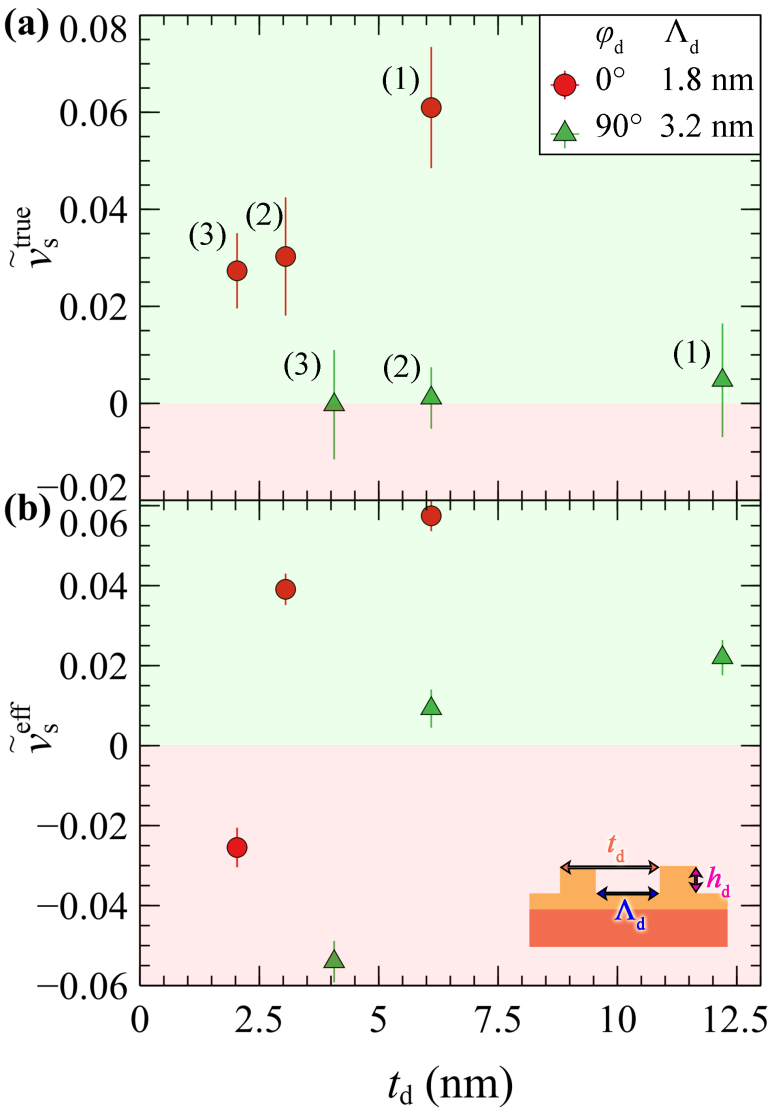 (a)
φd Λd
0° 1.8 nm
90° 3.2 nm
0.08
0.06
0.04
0.02
0
−0.02
ṽs^true
(1)
(2)
(3)
(3)
(2)
(1)
(b)
0.06
0.04
0.02
0
−0.02
−0.04
−0.06
ṽs^eff
td
hd
Λd
0 2.5 5 7.5 10 12.5
td (nm)